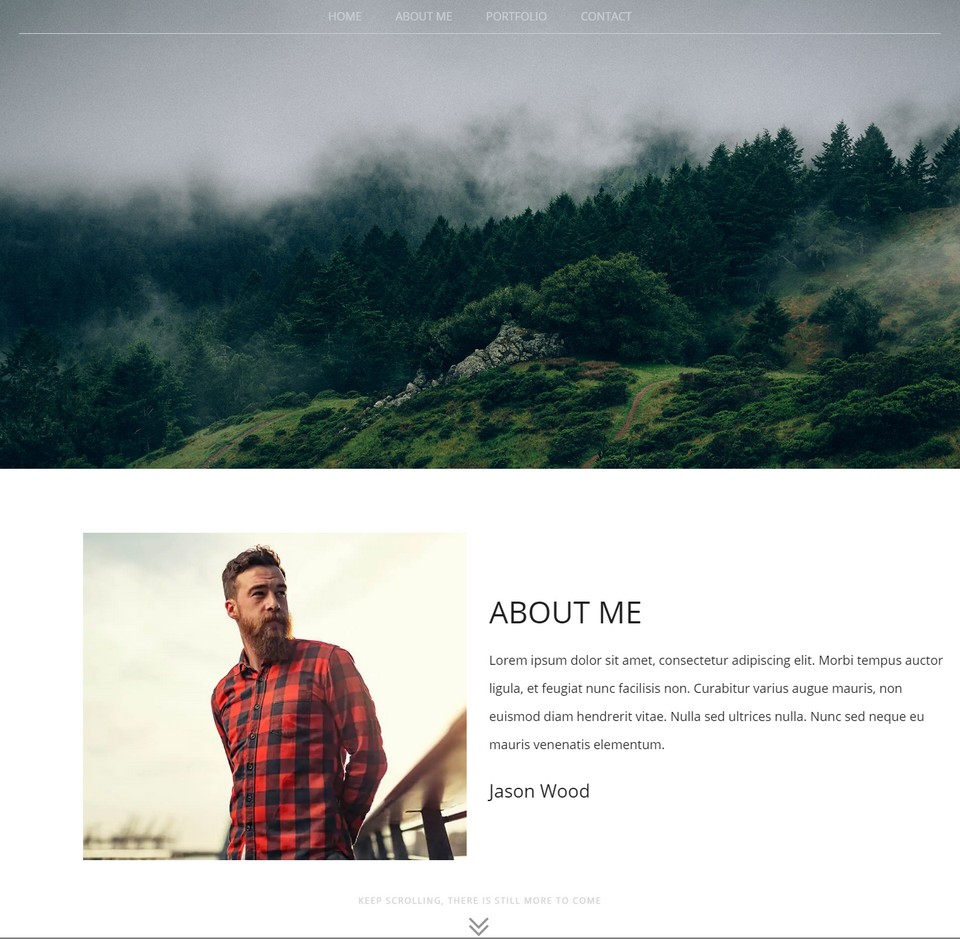 HOME ABOUT ME PORTFOLIO CONTACT
ABOUT ME
Lorem ipsum dolor sit amet, consectetur adipiscing elit. Morbi tempus auctor
ligula, et feugiat nunc facilisis non. Curabitur varius augue mauris, non
euismod diam hendrerit vitae. Nulla sed ultrices nulla. Nunc sed neque eu
mauris venenatis elementum.
Jason Wood
KEEP SCROLLING, THERE IS STILL MORE TO COME